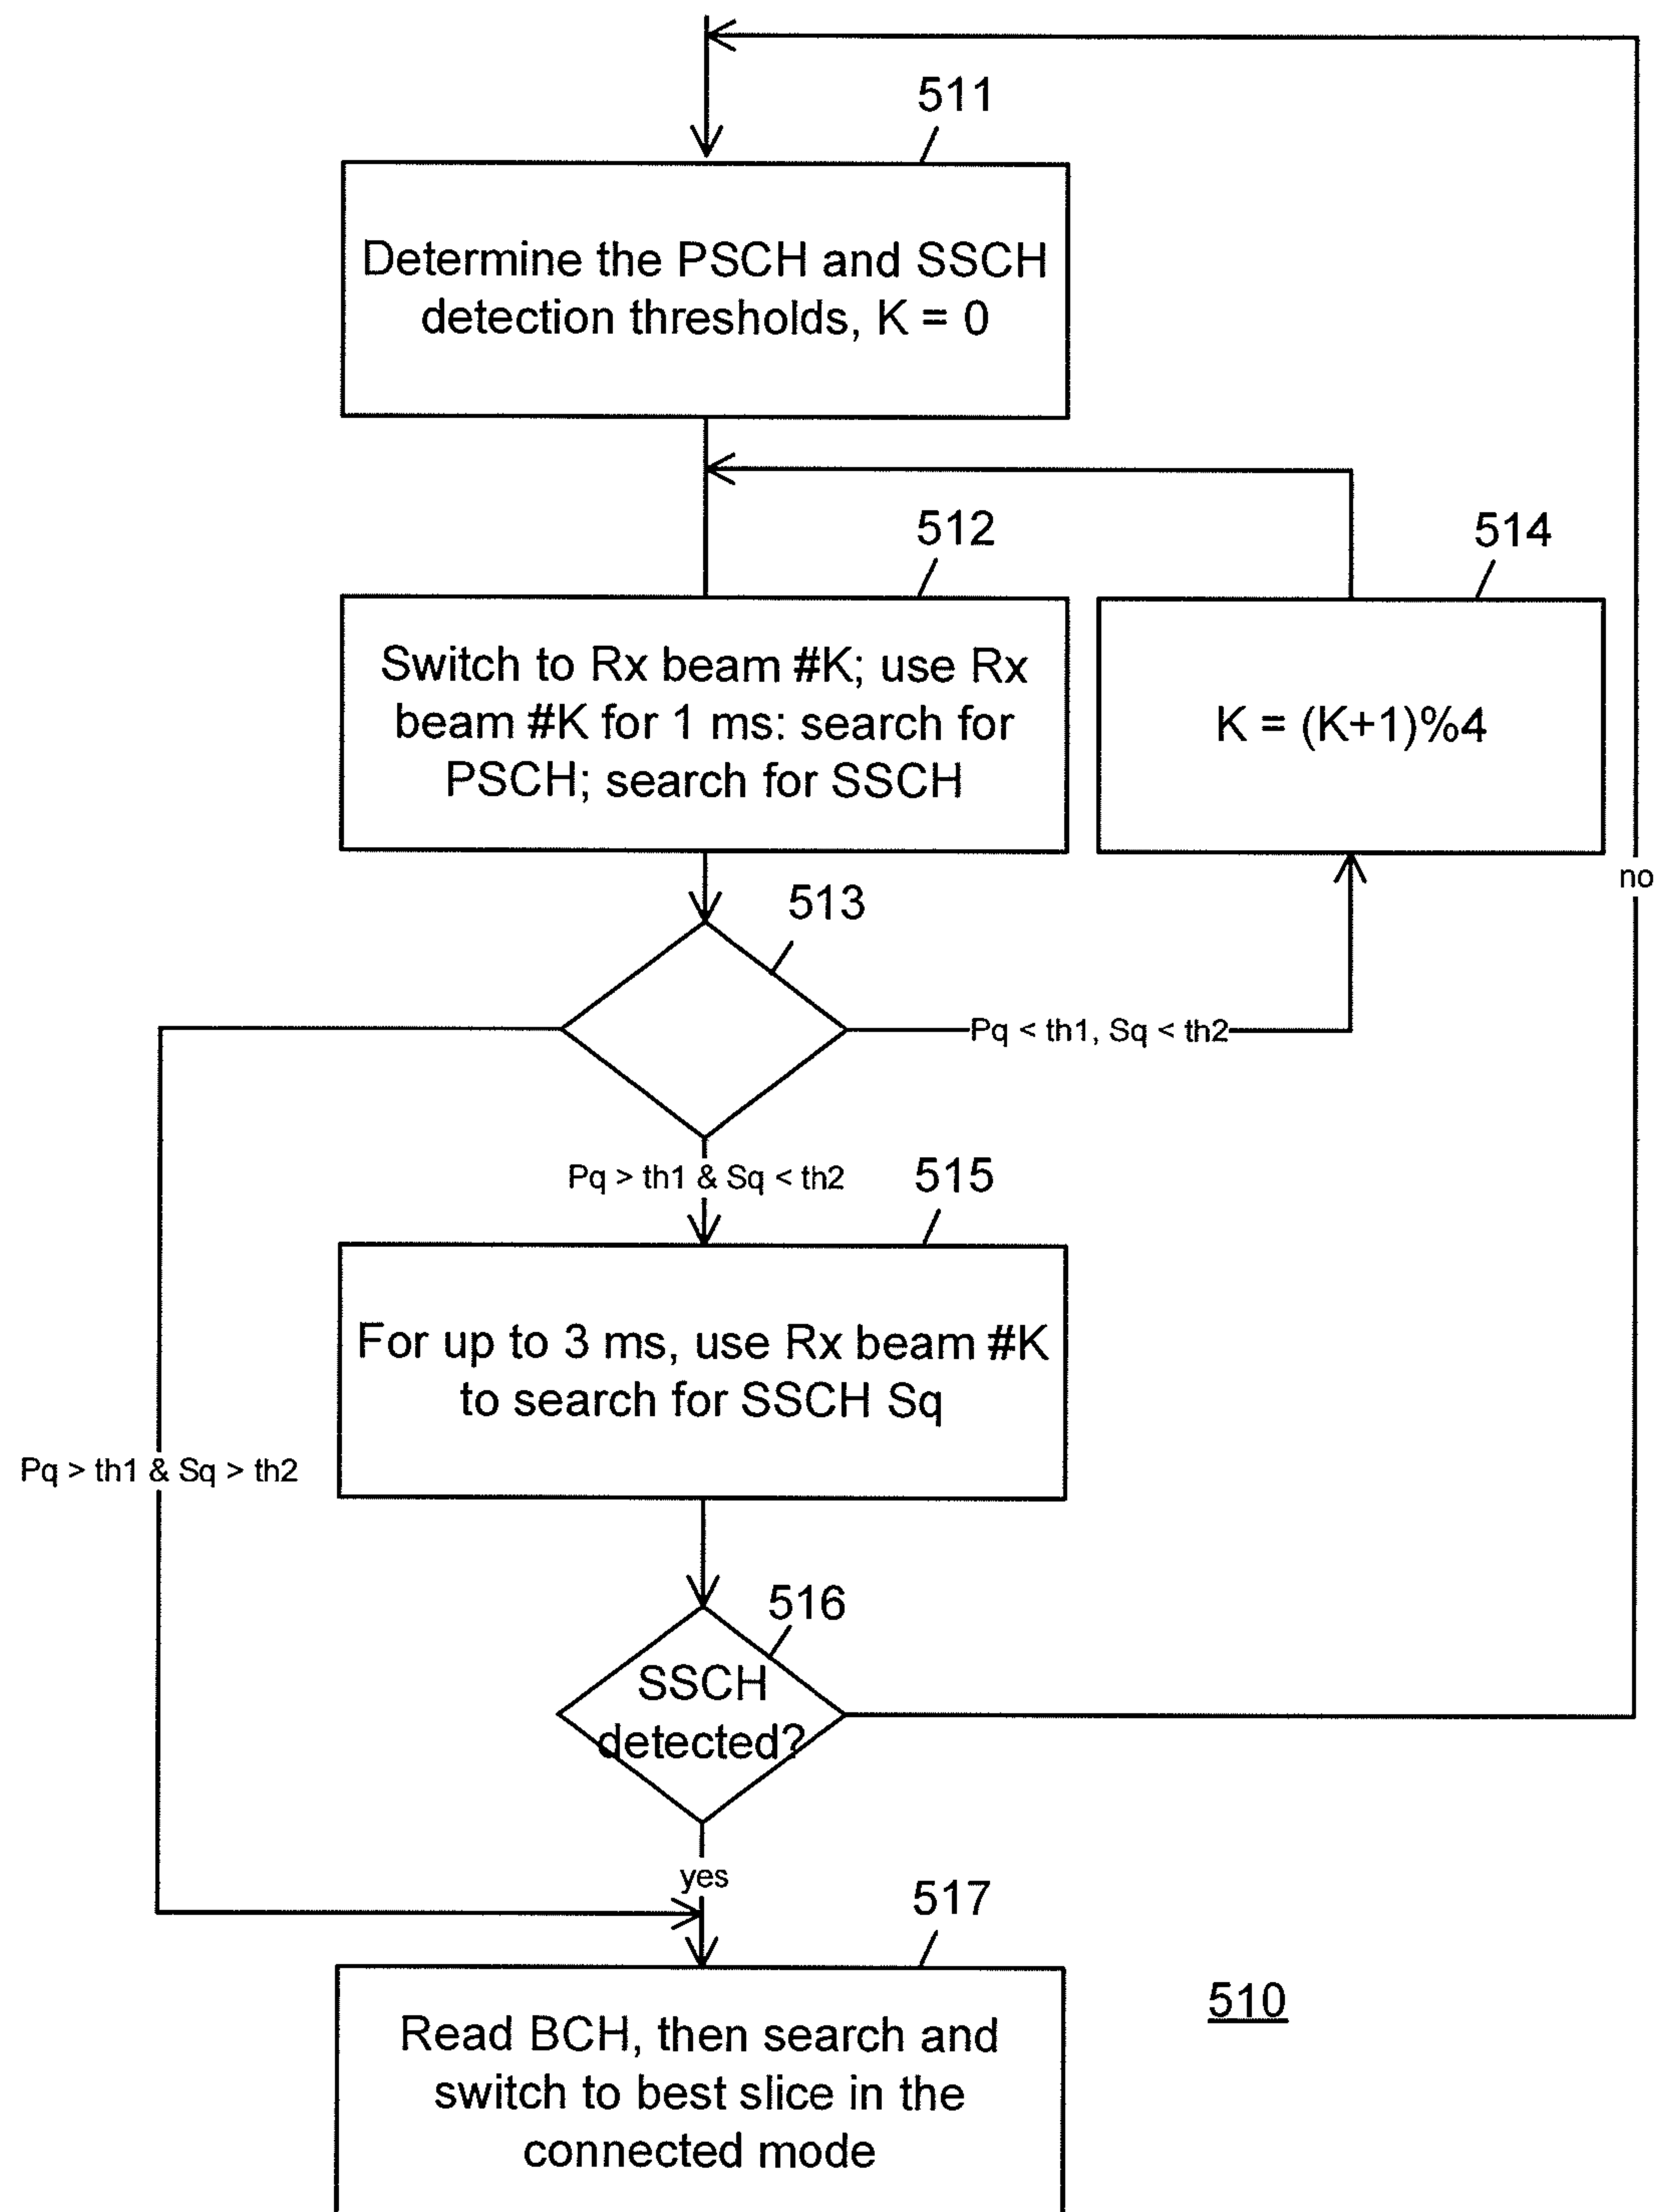 511
Determine the PSCH and SSCH
detection thresholds, K = 0
512
514
Switch to Rx beam #K; use Rx
beam #K for 1 ms: search for
PSCH; search for SSCH
K = (K+1)%4
no
513
Pq < th1, Sq < th2
Pq > th1 & Sq < th2
515
For up to 3 ms, use Rx beam #K
to search for SSCH Sq
Pq > th1 & Sq > th2
516
SSCH
detected?
yes
517
Read BCH, then search and
switch to best slice in the
connected mode
510